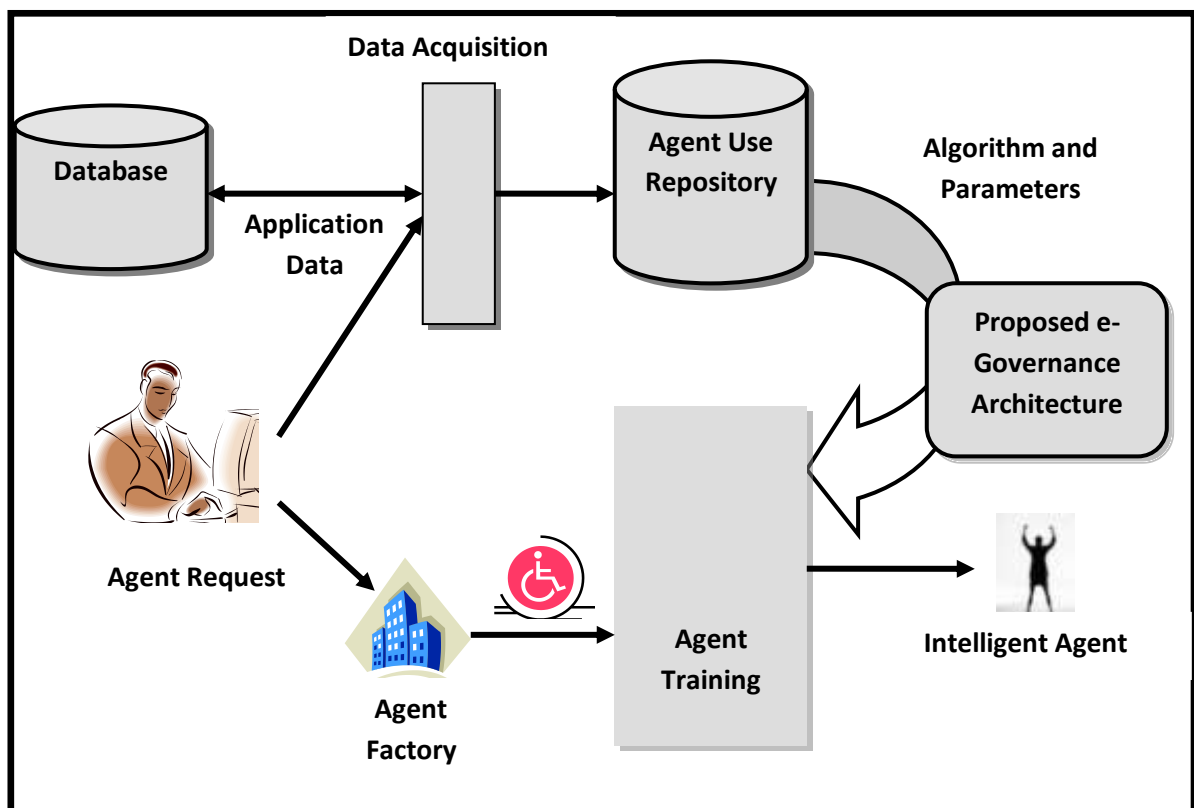 Data Acquisition
Database
Application
Data
Agent Use
Repository
Algorithm and
Parameters
Proposed e-
Governance
Architecture
Agent Request
Agent
Factory
Agent
Training
Intelligent Agent